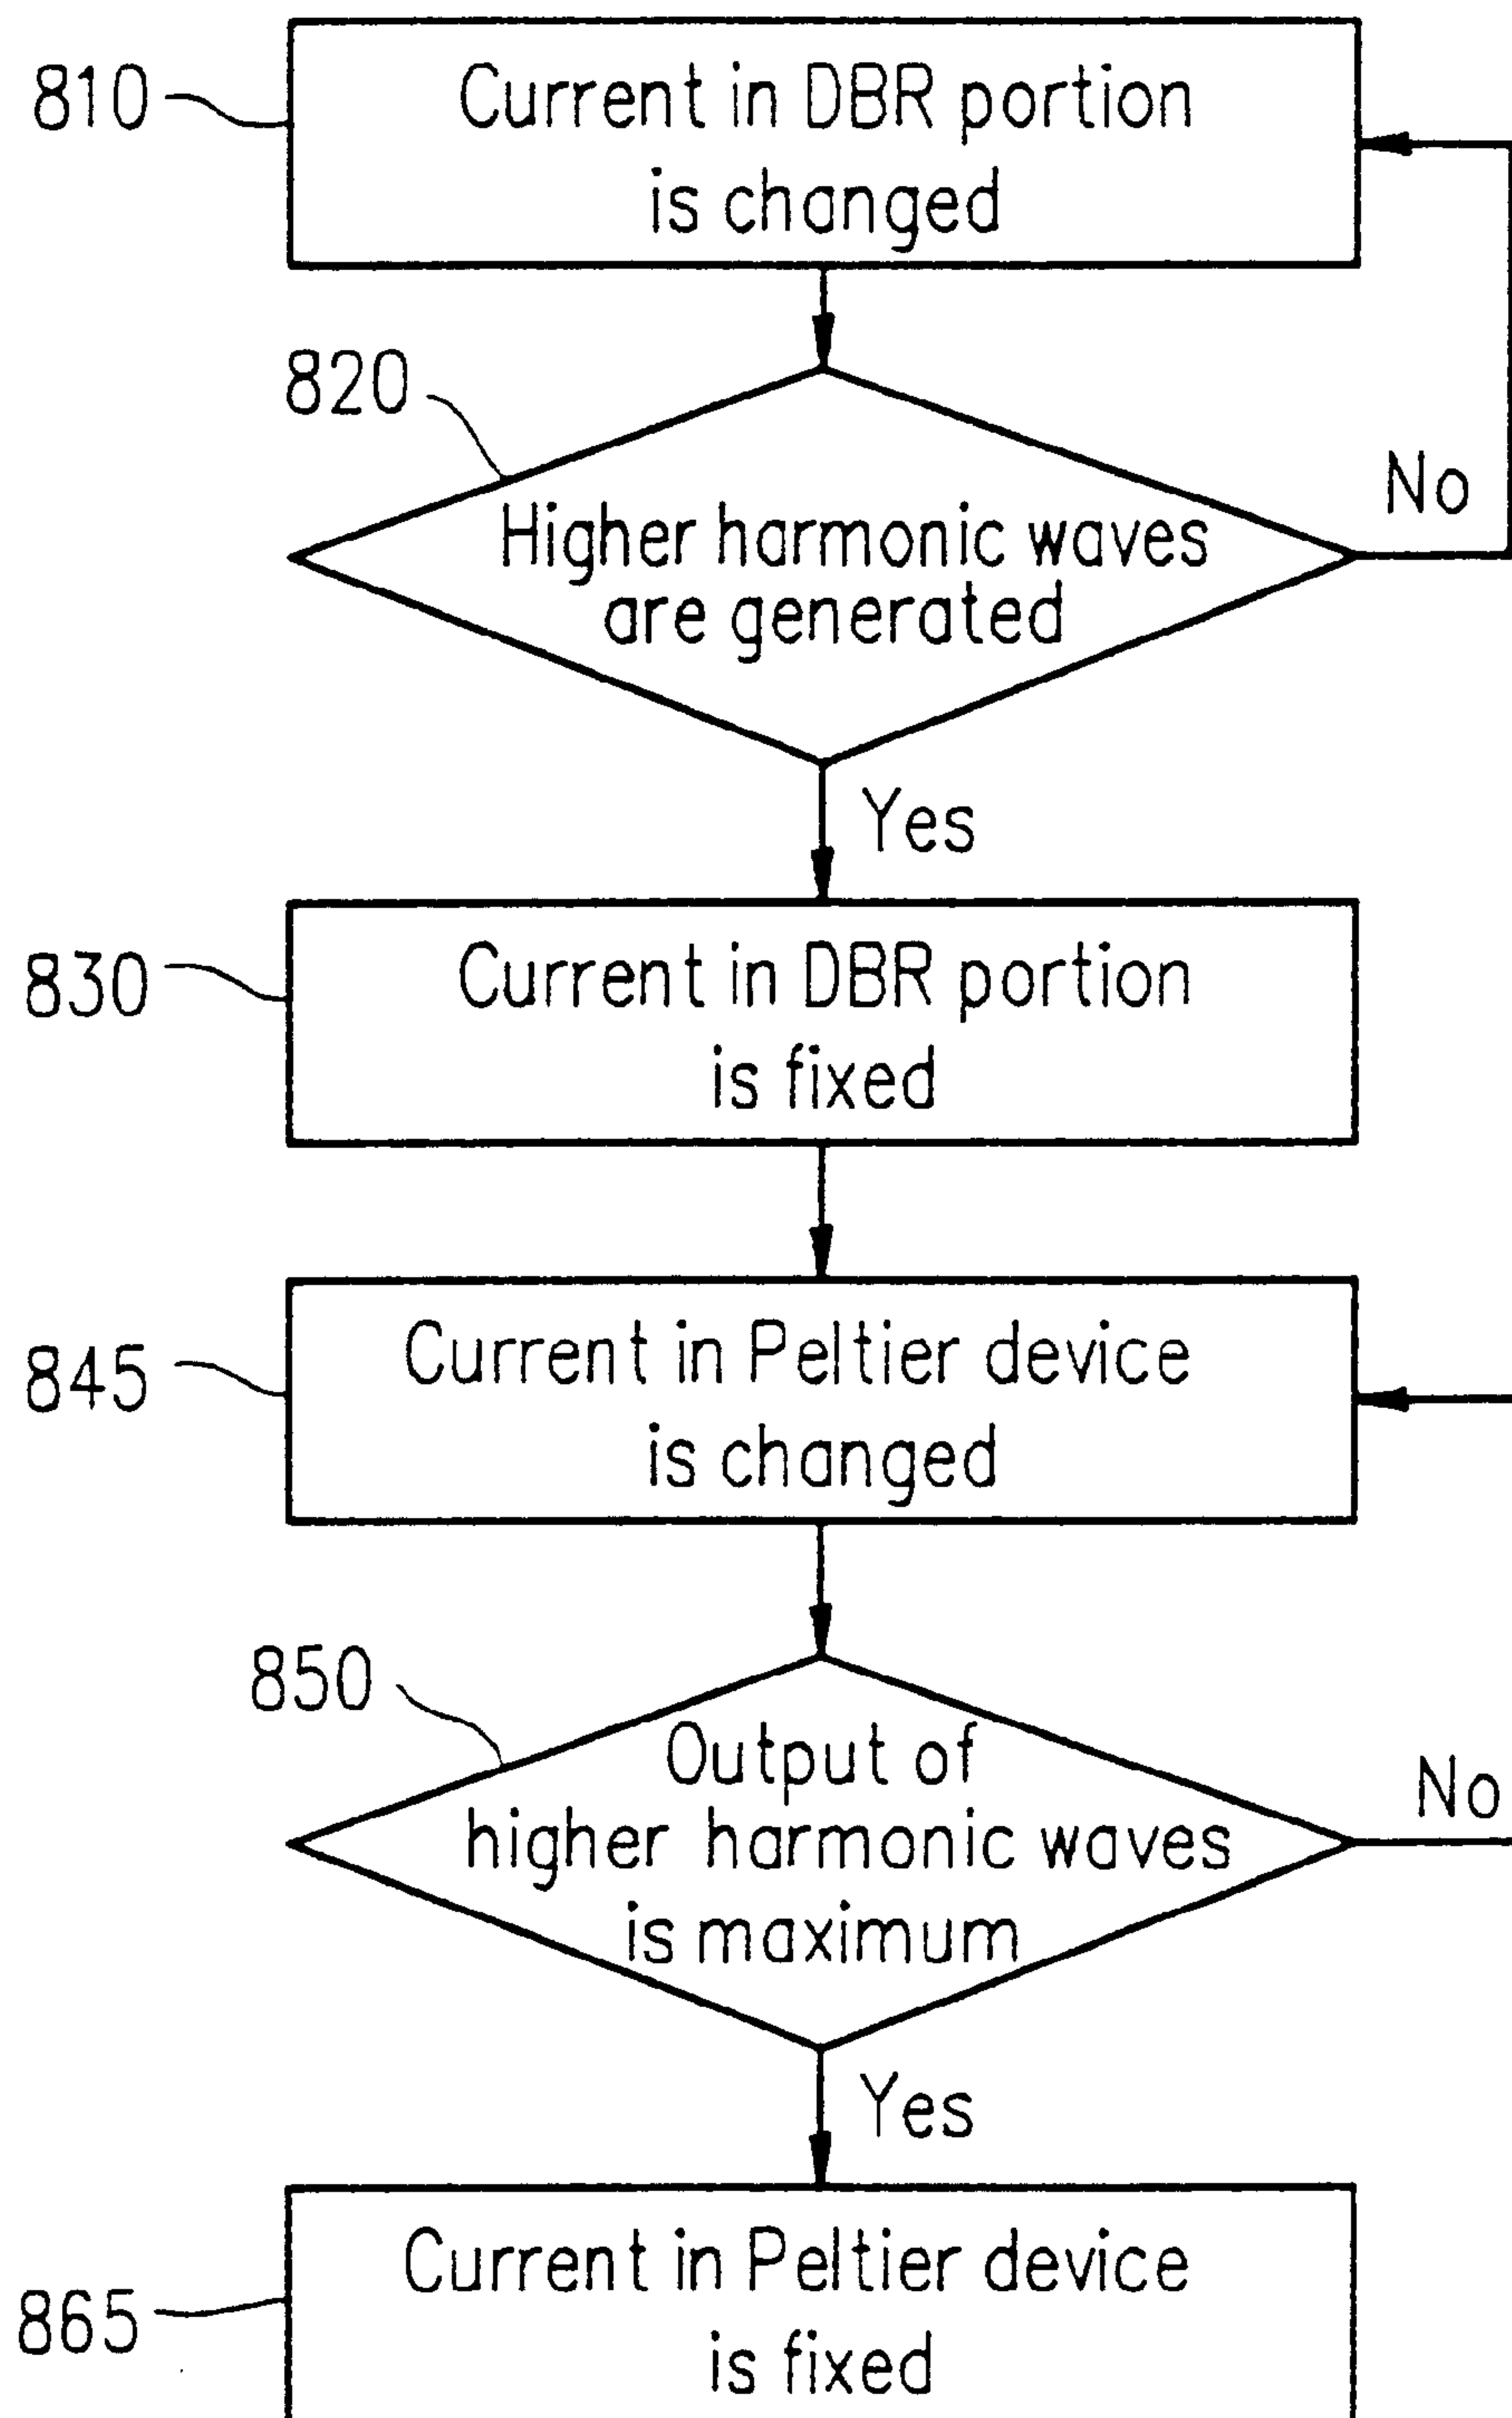 810
Current in DBR portion
is changed
820
Higher harmonic waves
are generated
No
Yes
830
Current in DBR portion
is fixed
845
Current in Peltier device
is changed
850
Output of
higher harmonic waves
is maximum
No
Yes
865
Current in Peltier device
is fixed